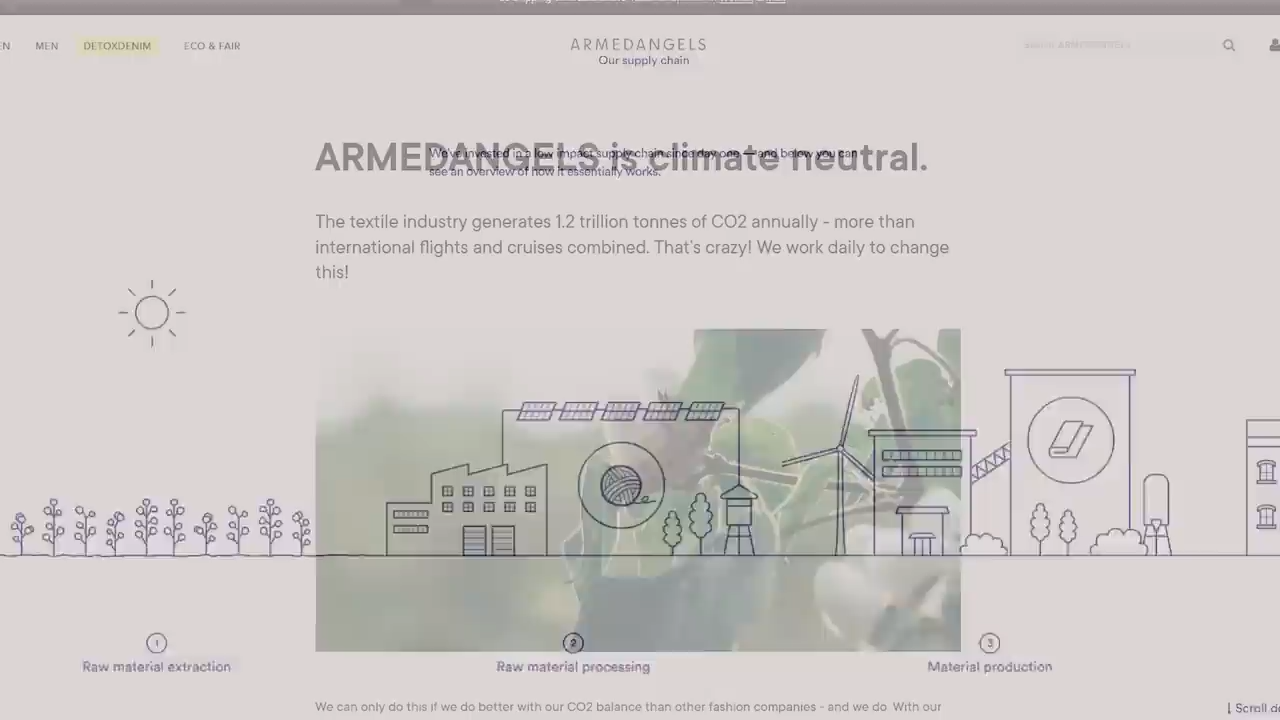 EN MEN DETOXDENIM ECO & FAIR
ARMEDANGELS
Our supply chain
ARMEDANGELS is climate neutral.
We've invested in a low impact supply chain since day one — and below you can
see an overview of how it essentially works.
The textile industry generates 1.2 trillion tonnes of CO2 annually - more than
international flights and cruises combined. That's crazy! We work daily to change
this!
1
Raw material extraction
2
Raw material processing
3
Material production
We can only do this if we do better with our CO2 balance than other fashion companies - and we do. With our
↓ Scroll do